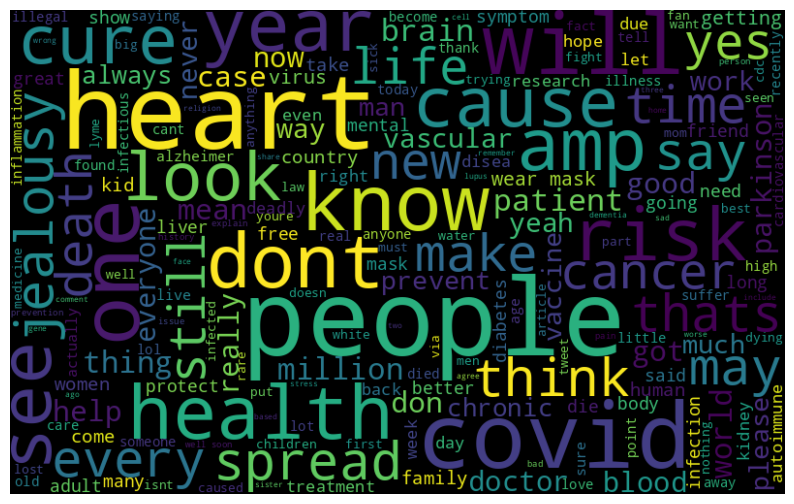 illegal
show
saying
become
cell
fan
want
fact
tell
getting
cure
year
brain
symptom
due
hope
let
yes
wrong
big
never
now
take
thank
fight
will
always
case
virus
life
sick
trying
research
illness
cdc
recently
great
religion
today
work
seen
person
three
hope
heart
man
cause
time
inflammation
lyme
infectious
cant
even
way
mental
vascular
amp
say
mom
friend
anything
remember
found
alzheimer
country
new
disea
share
law
right
wear mask
lupus
good
need
kid
look
know
patient
going
parkinson
cardiovascular
jealousy
death
mean
deadly
youre
explain
dementia
sad
best
liver
free
real
anyone
yeah
risk
one
everyone
still
history
face
mask
water
make
must
part
high
medicine
well
live
really
dont
doesn
prevent
diabetes
age
article
vaccine
cancer
long
comment
prevention
gene
actually
issue
infected
people
suffer
thats
dying
see
thing
lol
rare
million
white
two
via
men
tweet
little
got
much
may
worse
include
pain
women
protect
put
died
back
better
agree
think
said
human
ago
help
care
stress
health
don
chronic
die
body
world
please
autoimmune
come
someone
based
lot
week
day
covid
point
infection
nothing
kidney
lost
old
every
well soon
children
first
spread
sure
love
away
adult
many
isnt
caused
sister
treatment
family
bad
doctor
blood